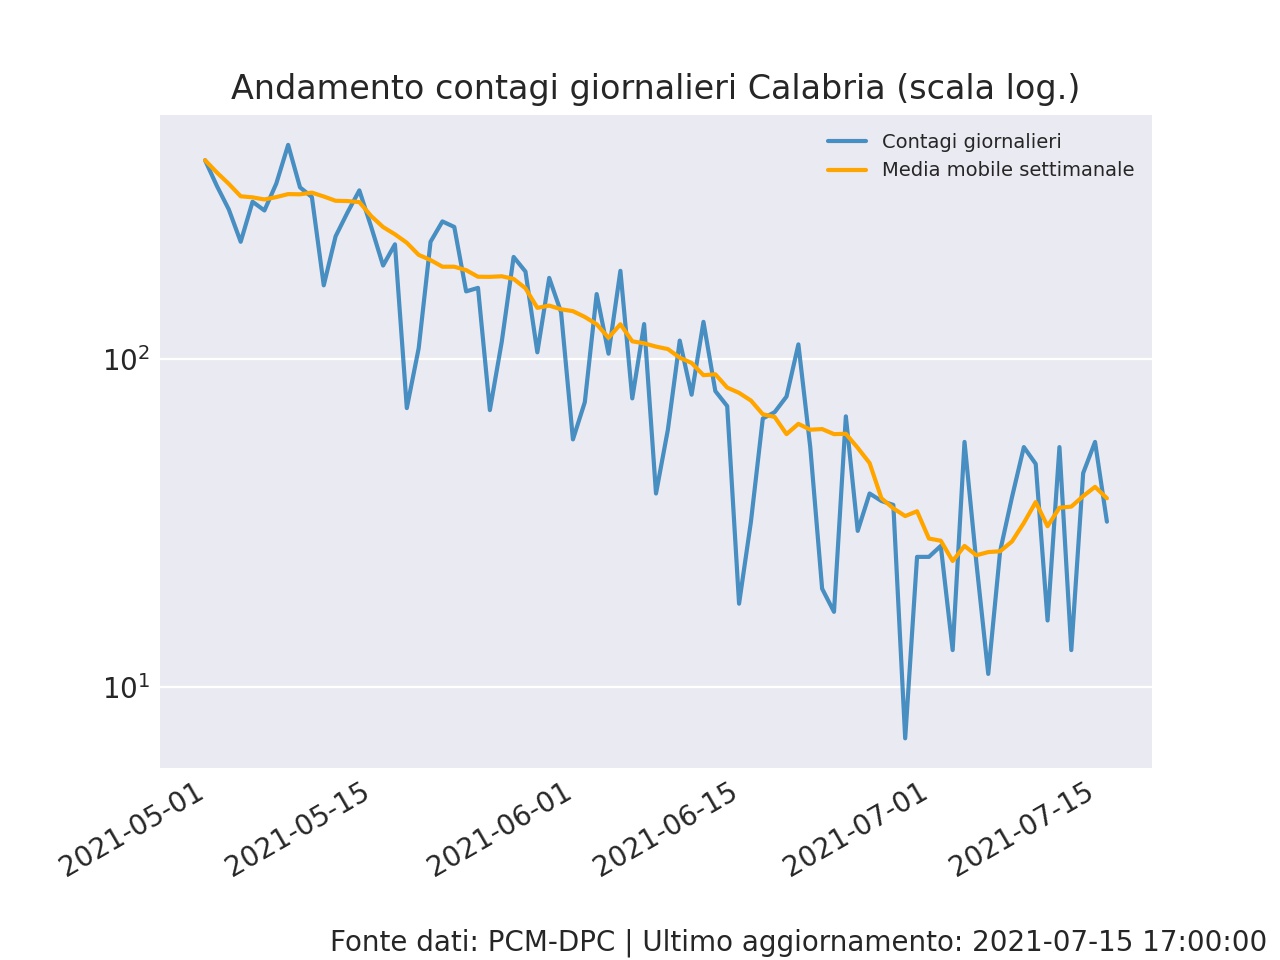 Andamento contagi giornalieri Calabria (scala log.)
Contagi giornalieri
Media mobile settimanale
10²
10¹
2021-05-01
2021-05-15
2021-06-01
2021-06-15
2021-07-01
2021-07-15
Fonte dati: PCM-DPC | Ultimo aggiornamento: 2021-07-15 17:00:00